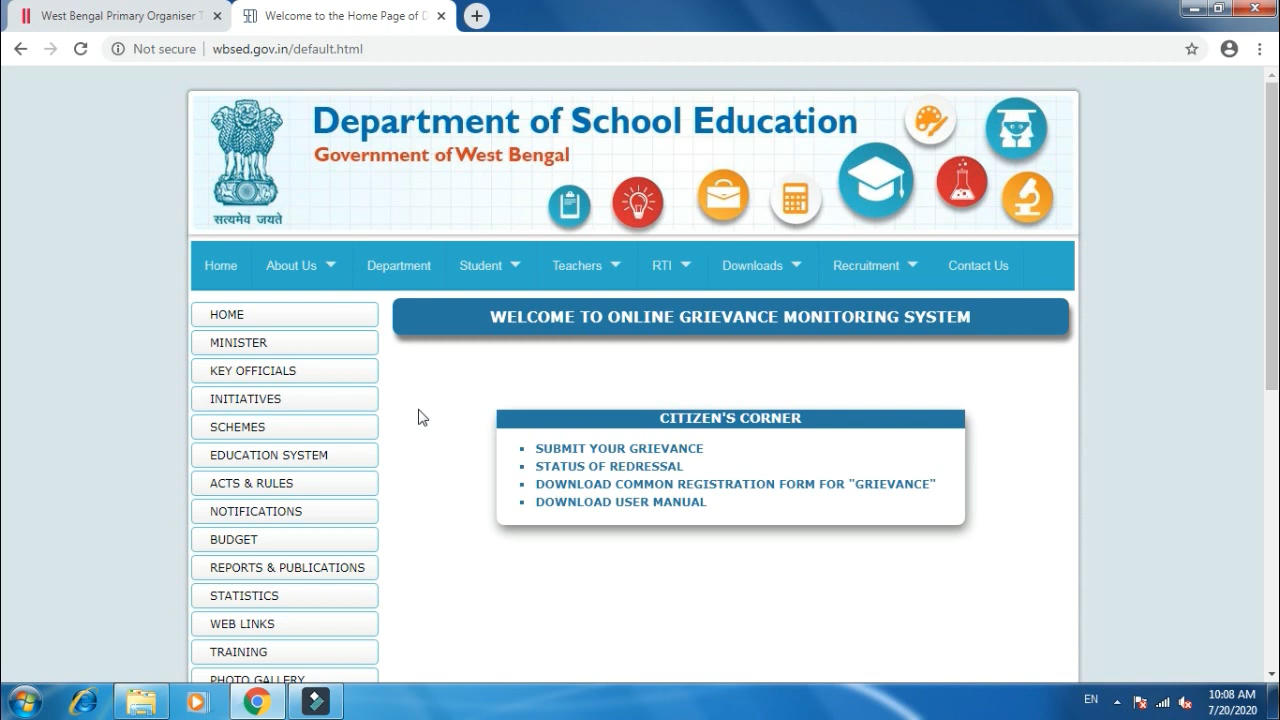 West Bengal Primary Organiser T
Welcome to the Home Page of D
Not secure
wbsed.gov.in/default.html
Department of School Education
Government of West Bengal
सत्यमेव जयते
Home About Us Department Student Teachers RTI Downloads Recruitment Contact Us
HOME
MINISTER
KEY OFFICIALS
INITIATIVES
SCHEMES
EDUCATION SYSTEM
ACTS & RULES
NOTIFICATIONS
BUDGET
REPORTS & PUBLICATIONS
STATISTICS
WEB LINKS
TRAINING
PHOTO GALLERY
WELCOME TO ONLINE GRIEVANCE MONITORING SYSTEM
CITIZEN'S CORNER
SUBMIT YOUR GRIEVANCE
STATUS OF REDRESSAL
DOWNLOAD COMMON REGISTRATION FORM FOR "GRIEVANCE"
DOWNLOAD USER MANUAL
EN
10:08 AM
7/20/2020